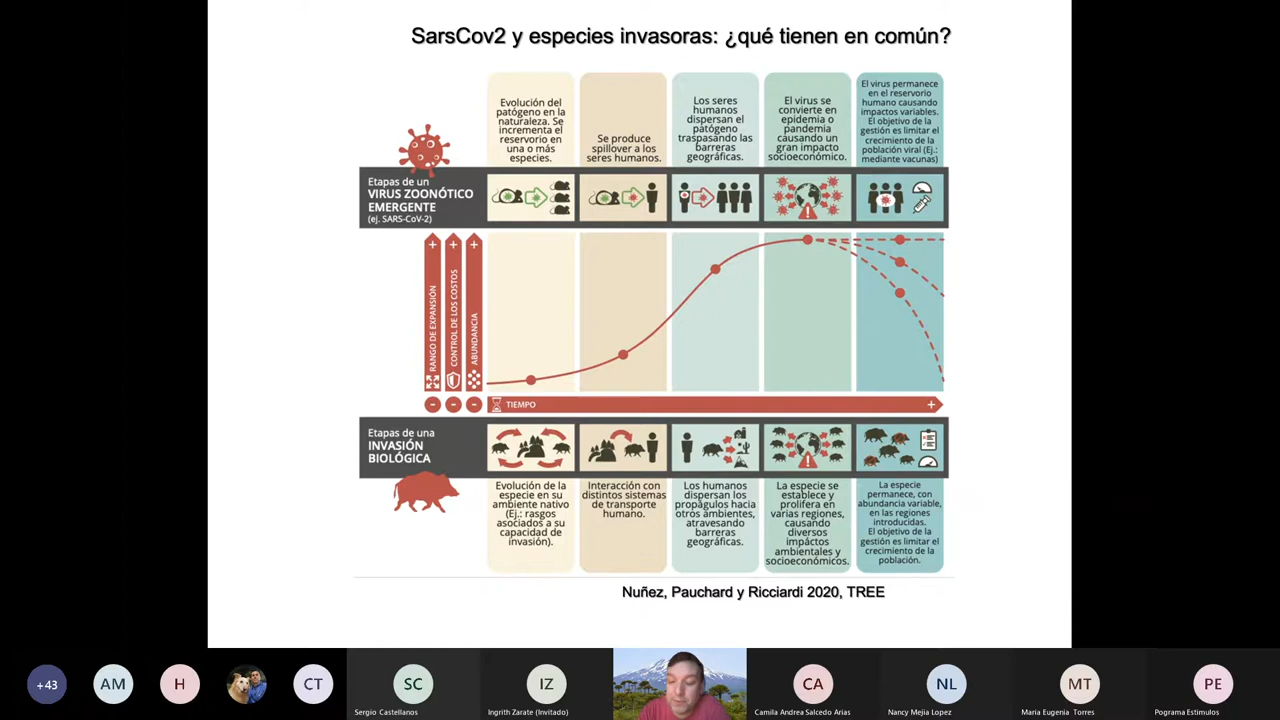 SarsCov2 y especies invasoras: ¿qué tienen en común?
Evolución del
patógeno en la
naturaleza. Se
incrementa el
reservorio en
una o más
especies.
Se produce
spillover a los
seres humanos.
Los seres
humanos
dispersan el
patógeno
traspasando las
barreras
geográficas.
El virus se
convierte en
epidemia o
pandemia
causando un
gran impacto
socioeconómico.
El virus permanece
en el reservorio
humano causando
impactos variables.
El objetivo de la
gestión es limitar el
crecimiento de la
población viral (Ej.:
mediante vacunas)
Etapas de un
VIRUS ZOONÓTICO
EMERGENTE
(ej. SARS-CoV-2)
RANGO DE EXPANSIÓN
CONTROL DE LOS COSTOS
ABUNDANCIA
TIEMPO
Etapas de una
INVASIÓN
BIOLÓGICA
Evolución de la
especie en su
ambiente nativo
(Ej.: rasgos
asociados a su
capacidad de
invasión).
Interacción con
distintos sistemas
de transporte
humano.
Los humanos
dispersan los
propágulos hacia
otros ambientes,
atravesando
barreras
geográficas.
La especie se
establece y
prolifera en
varias regiones,
causando
diversos
impáctos
ambientales y
socioeconómicos.
La especie
permanece, con
abundancia variable,
en las regiones
introducidas.
El objetivo de la
gestión es limitar el
crecimiento de la
población.
Nuñez, Pauchard y Ricciardi 2020, TREE
+43
AM
H
CT
SC
IZ
CA
NL
MT
PE
Sergio Castellanos
Ingrith Zarate (Invitado)
Camila Andrea Salcedo Arias
Nancy Mejia Lopez
Maria Eugenia Torres
Pograma Estimulos